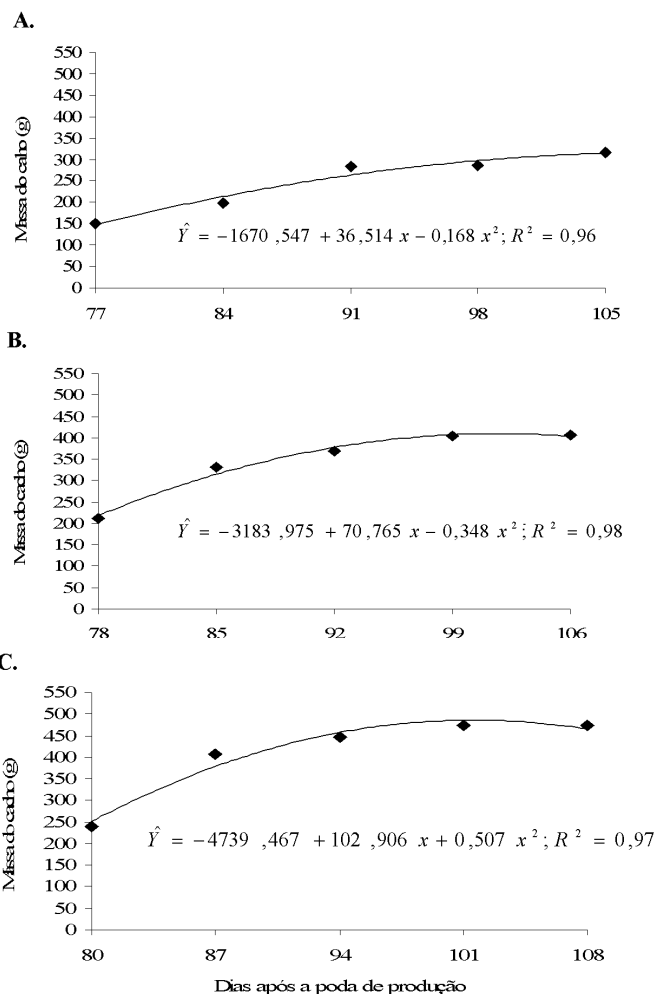 A.
Massa do calho (g)
550
500
450
400
350
300
250
200
150
100
50
0
Ŷ = −1670 ,547 + 36,514 x − 0,168 x²; R² = 0,96
77 84 91 98 105
B.
Massa do cacho (g)
550
500
450
400
350
300
250
200
150
100
50
0
Ŷ = −3183 ,975 + 70,765 x − 0,348 x²; R² = 0,98
78 85 92 99 106
C.
Massa do cacho (g)
550
500
450
400
350
300
250
200
150
100
50
0
Ŷ = −4739 ,467 + 102 ,906 x + 0,507 x²; R² = 0,97
80 87 94 101 108
Dias após a poda de produção